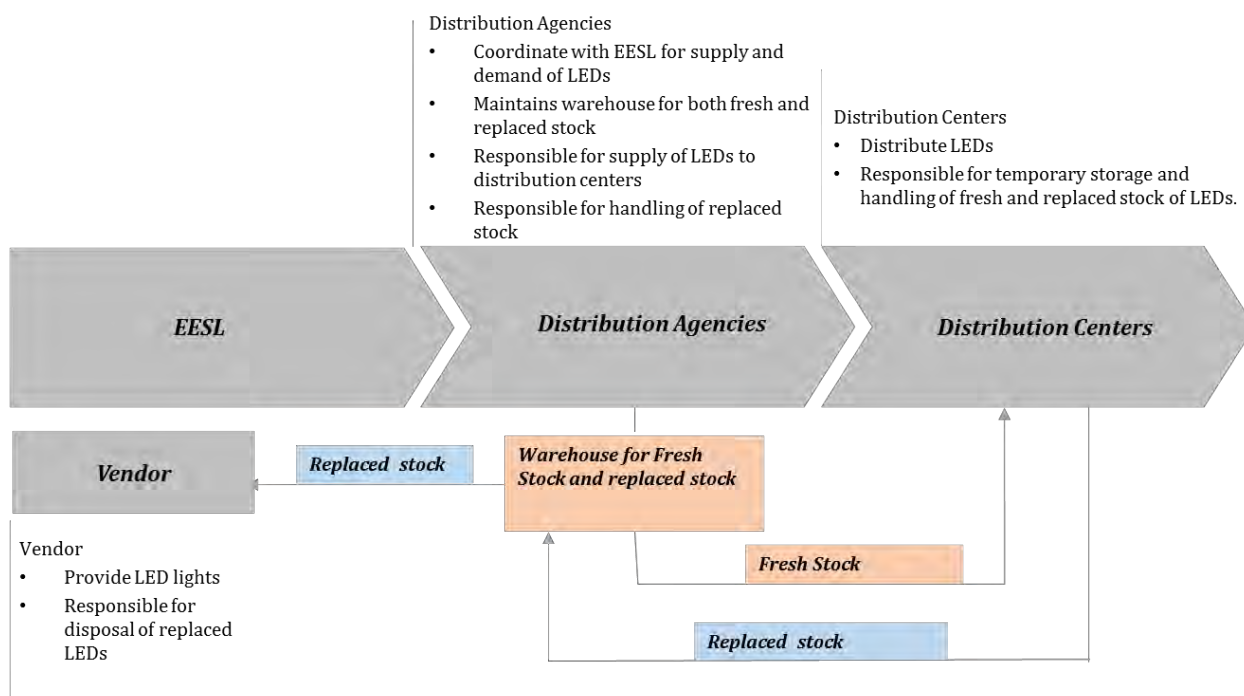 Distribution Agencies
• Coordinate with EESL for supply and
demand of LEDs
• Maintains warehouse for both fresh and
replaced stock
• Responsible for supply of LEDs to
distribution centers
• Responsible for handling of replaced
stock
Distribution Centers
• Distribute LEDs
• Responsible for temporary storage and
handling of fresh and replaced stock of LEDs.
EESL
Distribution Agencies
Distribution Centers
Vendor
Replaced stock
Warehouse for Fresh
Stock and replaced stock
Fresh Stock
Replaced stock
Vendor
• Provide LED lights
• Responsible for
disposal of replaced
LEDs